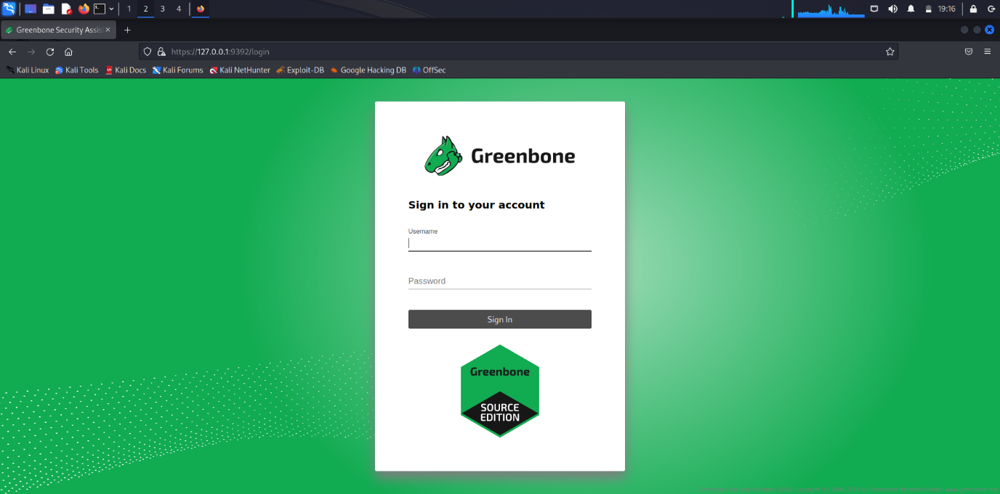 1 2 3 4 19:16
Greenbone Security Assis
https://127.0.0.1:9392/login
Kali Linux Kali Tools Kali Docs Kali Forums Kali NetHunter Exploit-DB Google Hacking DB OffSec
Greenbone
Sign in to your account
Username
Password
Sign In
Greenbone
SOURCE
EDITION